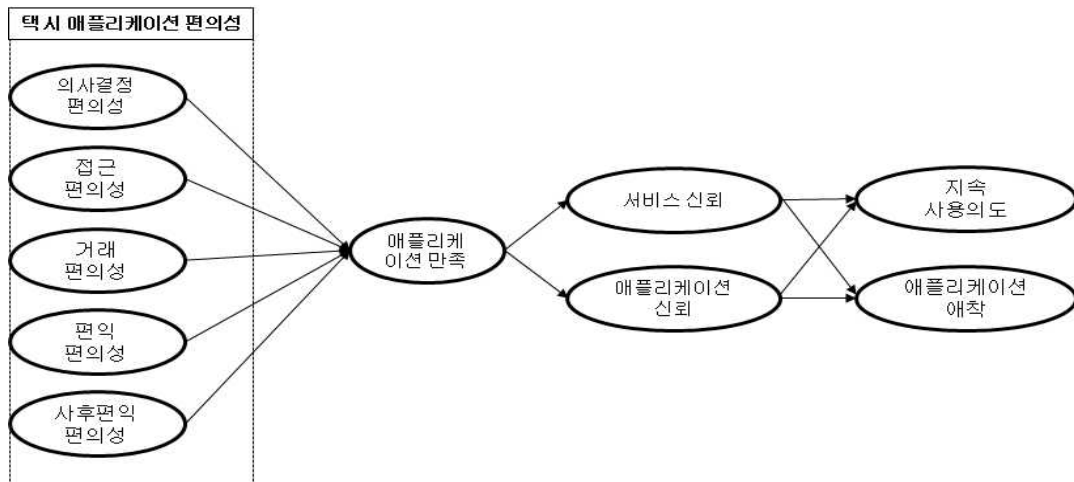 택시 애플리케이션 편의성
의사결정
편의성
접근
편의성
거래
편의성
편익
편의성
사후편익
편의성
애플리케
이션 만족
서비스 신뢰
애플리케이션
신뢰
지속
사용의도
애플리케이션
애착